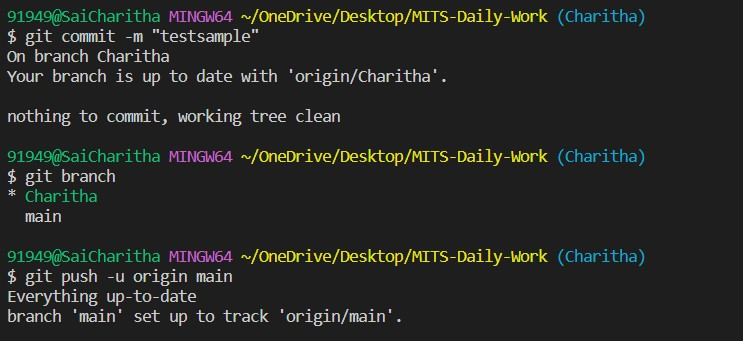 91949@SaiCharitha MINGW64 ~/OneDrive/Desktop/MITS-Daily-Work (Charitha)
$ git commit -m "testsample"
On branch Charitha
Your branch is up to date with 'origin/Charitha'.
nothing to commit, working tree clean
91949@SaiCharitha MINGW64 ~/OneDrive/Desktop/MITS-Daily-Work (Charitha)
$ git branch
* Charitha
  main
91949@SaiCharitha MINGW64 ~/OneDrive/Desktop/MITS-Daily-Work (Charitha)
$ git push -u origin main
Everything up-to-date
branch 'main' set up to track 'origin/main'.